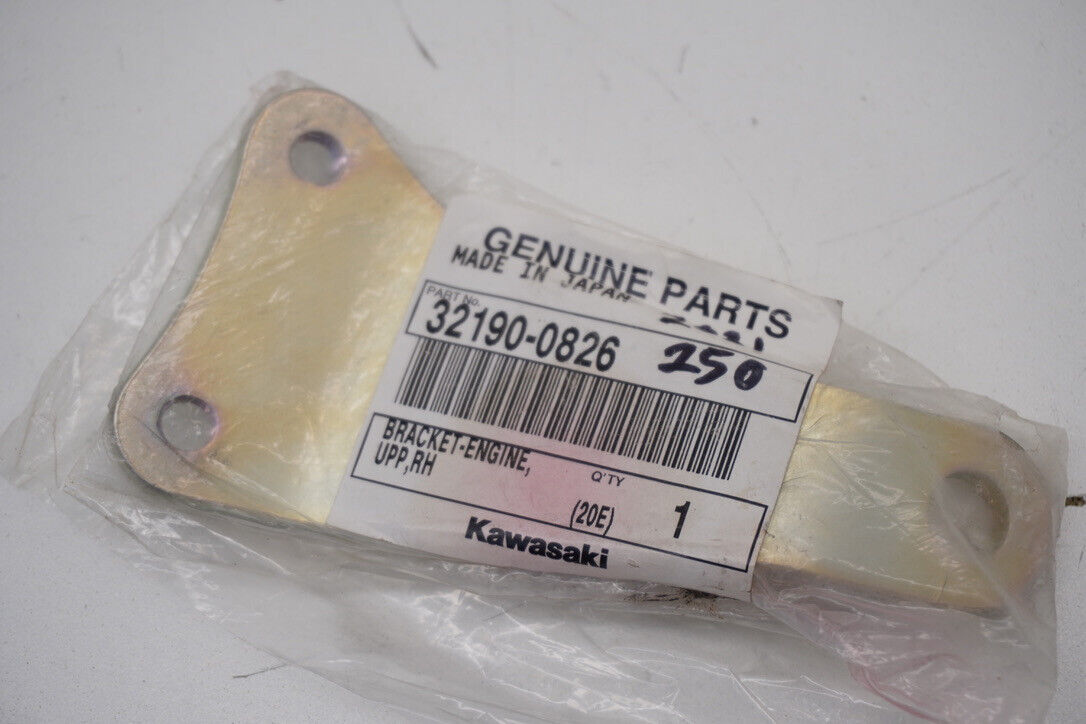 GENUINE PARTS
MADE IN JAPAN
PART No.
32190-0826
250
BRACKET-ENGINE,
UPP,RH
Q'TY
(20E)
1
Kawasaki